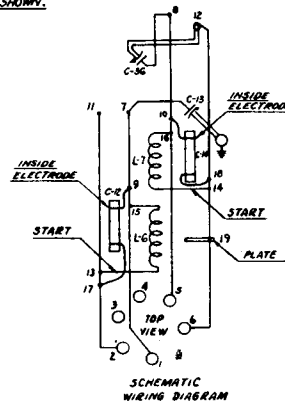 SHOWN.
8
12
C-36
11
7
C-13
INSIDE
ELECTRODE
10
16
C-14
L-7
INSIDE
ELECTRODE
9
C-12
18
14
15
START
START
L-6
19
PLATE
13
17
4
3
5
TOP
VIEW
6
2
1
SCHEMATIC
WIRING DIAGRAM